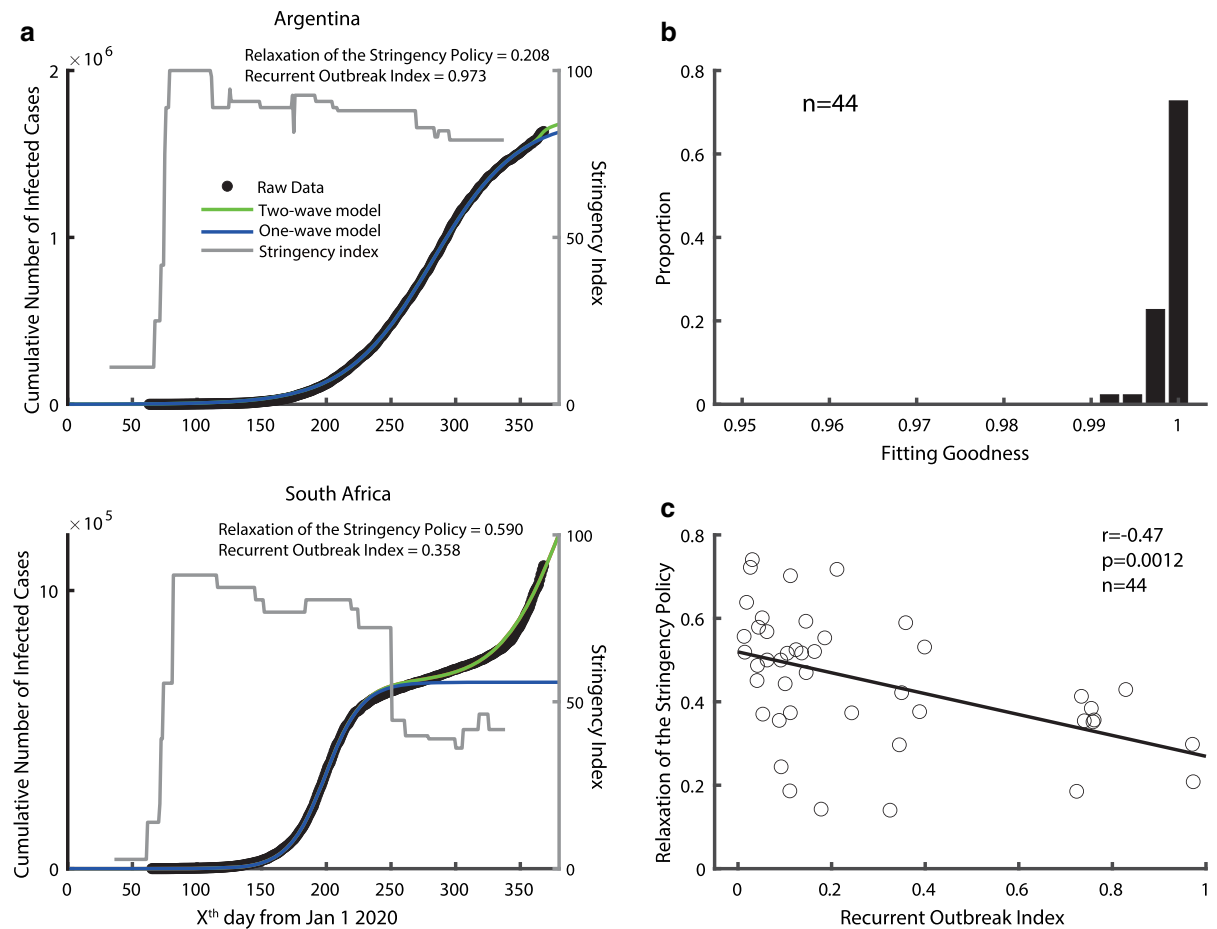 a
Argentina
× 10⁶
Relaxation of the Stringency Policy = 0.208
Recurrent Outbreak Index = 0.973
Cumulative Number of Infected Cases
2
1
0
Raw Data
Two-wave model
One-wave model
Stringency index
100
50
0
Stringency Index
0 50 100 150 200 250 300 350
South Africa
× 10⁵
Relaxation of the Stringency Policy = 0.590
Recurrent Outbreak Index = 0.358
Cumulative Number of Infected Cases
10
0
100
50
0
Stringency Index
0 50 100 150 200 250 300 350
Xᵗʰ day from Jan 1 2020
b
n=44
Proportion
0.8
0.6
0.4
0.2
0
0.95 0.96 0.97 0.98 0.99 1
Fitting Goodness
c
r=-0.47
p=0.0012
n=44
Relaxation of the Stringency Policy
0.8
0.6
0.4
0.2
0
0 0.2 0.4 0.6 0.8 1
Recurrent Outbreak Index